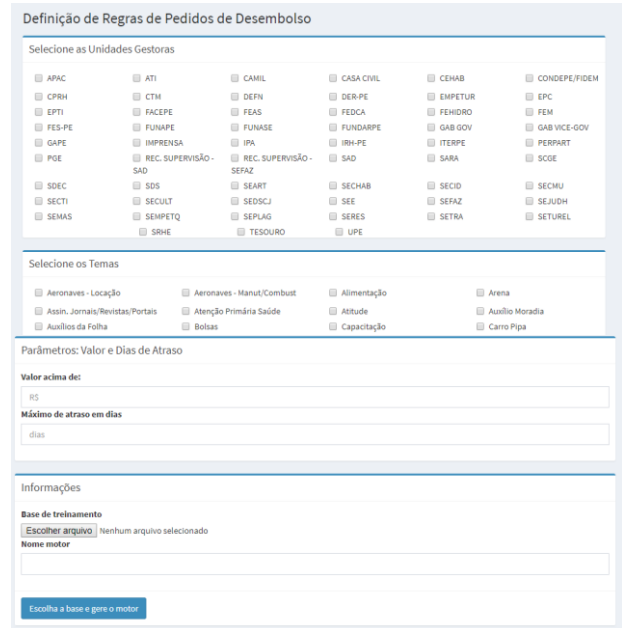 Definição de Regras de Pedidos de Desembolso
Selecione as Unidades Gestoras
APAC ATI CAMIL CASA CIVIL CEHAB CONDEPE/FIDEM
CPRH CTM DEFN DER-PE EMPETUR EPC
EPTI FACEPE FEAS FEDCA FEHIDRO FEM
FES-PE FUNAPE FUNASE FUNDARPE GAB GOV GAB VICE-GOV
GAPE IMPRENSA IPA IRH-PE ITERPE PERPART
PGE REC. SUPERVISÃO - REC. SUPERVISÃO - SAD SARA SCGE
SAD SEFAZ
SDEC SDS SEART SECHAB SECID SECMU
SECTI SECULT SEDSCJ SEE SEFAZ SEJUDH
SEMAS SEMPETQ SEPLAG SERES SETRA SETUREL
SRHE TESOURO UPE
Selecione os Temas
Aeronaves - Locação Aeronaves - Manut/Combust Alimentação Arena
Assin. Jornais/Revistas/Portais Atenção Primária Saúde Atitude Auxílio Moradia
Auxílios da Folha Bolsas Capacitação Carro Pipa
Parâmetros: Valor e Dias de Atraso
Valor acima de:
R$
Máximo de atraso em dias
dias
Informações
Base de treinamento
Escolher arquivo Nenhum arquivo selecionado
Nome motor
Escolha a base e gere o motor